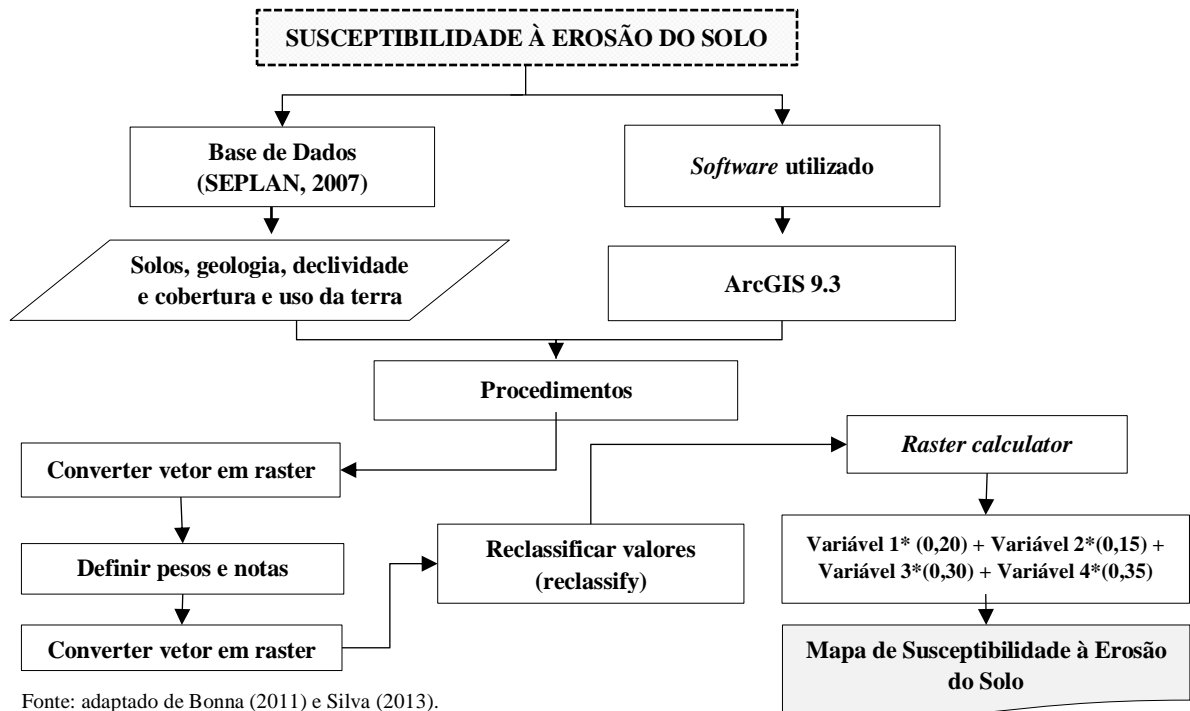 SUSCEPTIBILIDADE À EROSÃO DO SOLO
Base de Dados
(SEPLAN, 2007)
Software utilizado
Solos, geologia, declividade
e cobertura e uso da terra
ArcGIS 9.3
Procedimentos
Converter vetor em raster
Definir pesos e notas
Converter vetor em raster
Reclassificar valores
(reclassify)
Raster calculator
Variável 1* (0,20) + Variável 2*(0,15) +
Variável 3*(0,30) + Variável 4*(0,35)
Mapa de Susceptibilidade à Erosão
do Solo
Fonte: adaptado de Bonna (2011) e Silva (2013).